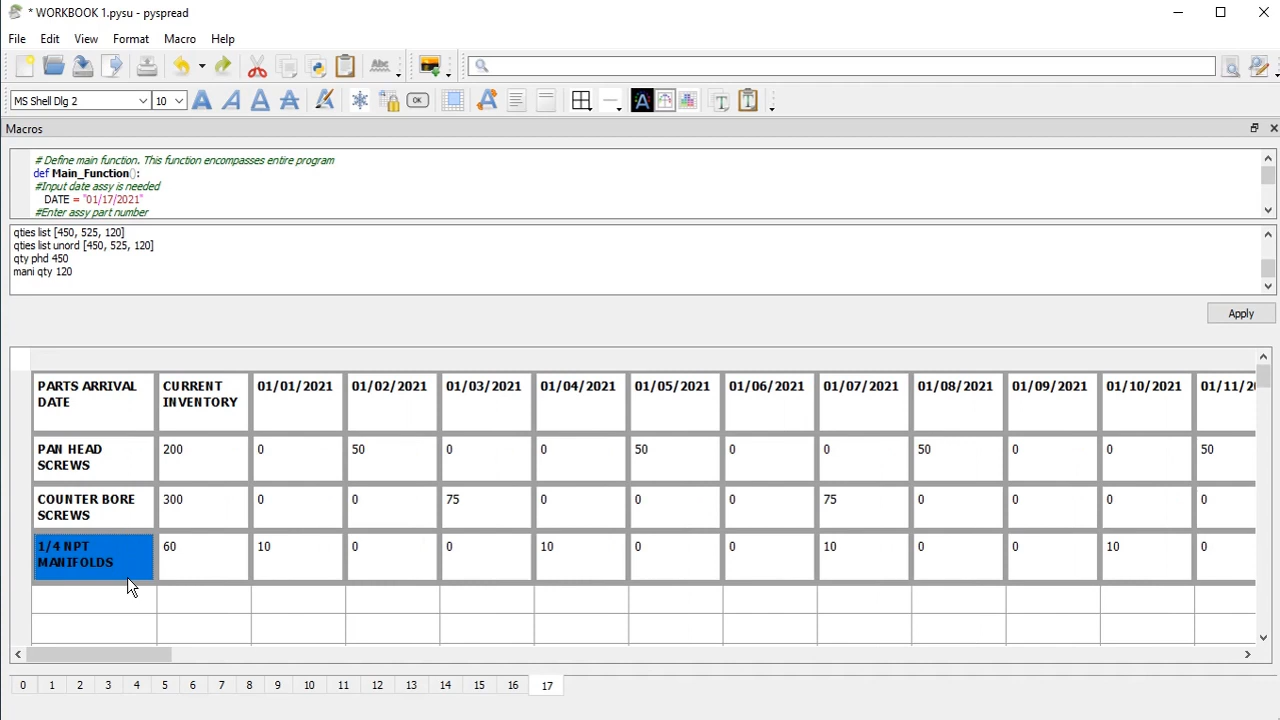 * WORKBOOK 1.pysu - pyspread
File Edit View Format Macro Help
Abc
MS Shell Dlg 2 10 A A A A OK A A T T
Macros
# Define main function. This function encompasses entire program
def Main_Function():
#Input date assy is needed
DATE = "01/17/2021"
#Enter assy part number
qties list [450, 525, 120]
qties list unord [450, 525, 120]
qty phd 450
mani qty 120
Apply
PARTS ARRIVAL DATE CURRENT INVENTORY 01/01/2021 01/02/2021 01/03/2021 01/04/2021 01/05/2021 01/06/2021 01/07/2021 01/08/2021 01/09/2021 01/10/2021 01/11/20
PAN HEAD SCREWS 200 0 50 0 0 50 0 0 50 0 0 50
COUNTER BORE SCREWS 300 0 0 75 0 0 0 75 0 0 0 0
1/4 NPT MANIFOLDS 60 10 0 0 10 0 0 10 0 0 10 0
0 1 2 3 4 5 6 7 8 9 10 11 12 13 14 15 16 17